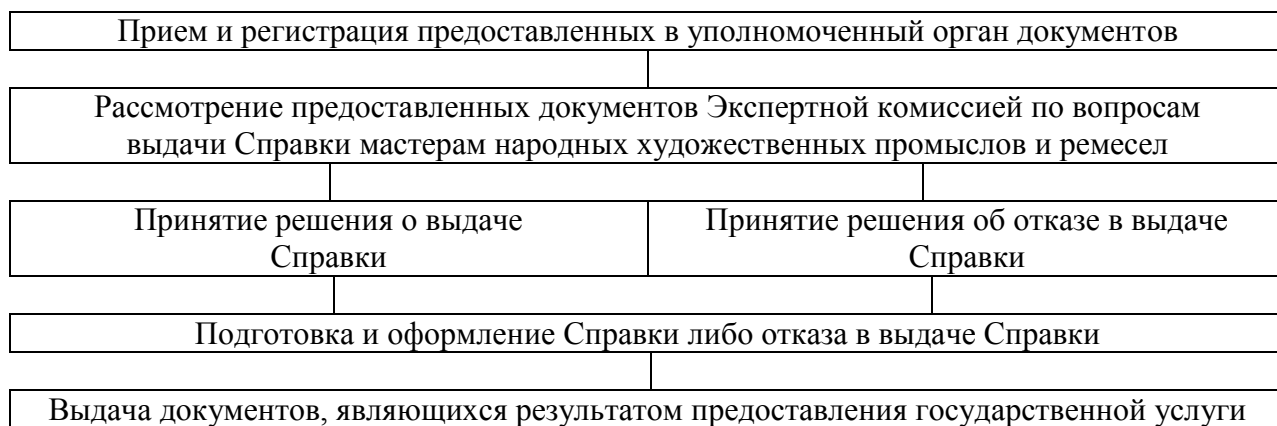 Прием и регистрация предоставленных в уполномоченный орган документов
Рассмотрение предоставленных документов Экспертной комиссией по вопросам
выдачи Справки мастерам народных художественных промыслов и ремесел
Принятие решения о выдаче
Справки
Принятие решения об отказе в выдаче
Справки
Подготовка и оформление Справки либо отказа в выдаче Справки
Выдача документов, являющихся результатом предоставления государственной услуги